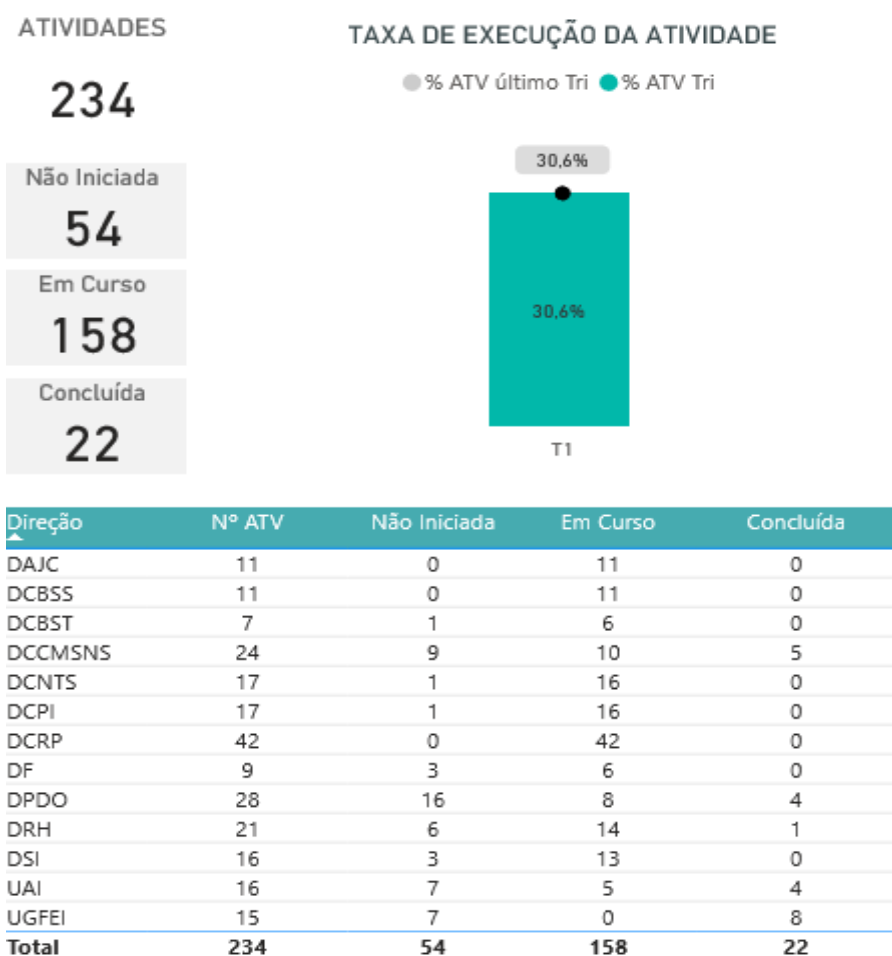 ATIVIDADES
234
Não Iniciada
54
Em Curso
158
Concluída
22
TAXA DE EXECUÇÃO DA ATIVIDADE
% ATV último Tri % ATV Tri
30,6%
30,6%
T1
Direção Nº ATV Não Iniciada Em Curso Concluída
DAJC 11 0 11 0
DCBSS 11 0 11 0
DCBST 7 1 6 0
DCCMSNS 24 9 10 5
DCNTS 17 1 16 0
DCPI 17 1 16 0
DCRP 42 0 42 0
DF 9 3 6 0
DPDO 28 16 8 4
DRH 21 6 14 1
DSI 16 3 13 0
UAI 16 7 5 4
UGFEI 15 7 0 8
Total 234 54 158 22